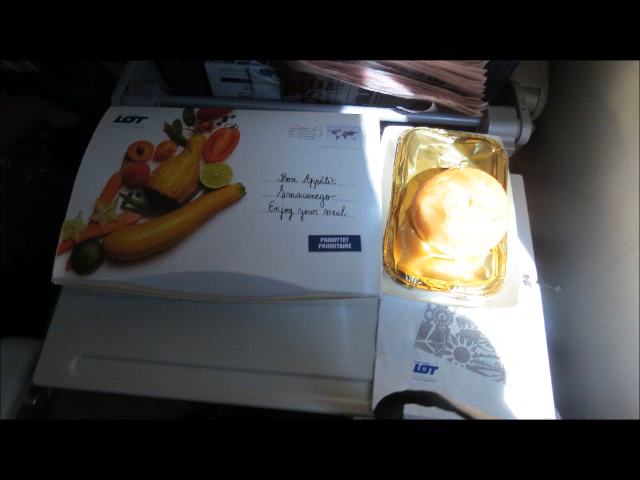 LOT
Bon Appétit
Smacznego
Enjoy your meal
PRIORYTET
PRIORITAIRE
LOT